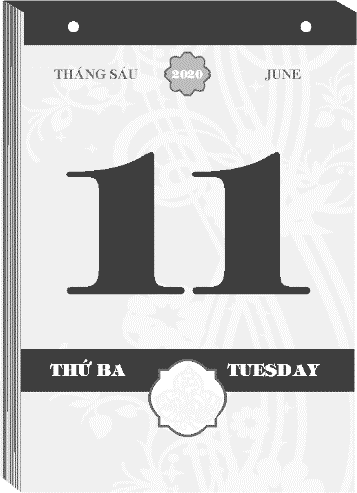 THÁNG SÁU 2020 JUNE
11
THỨ BA TUESDAY